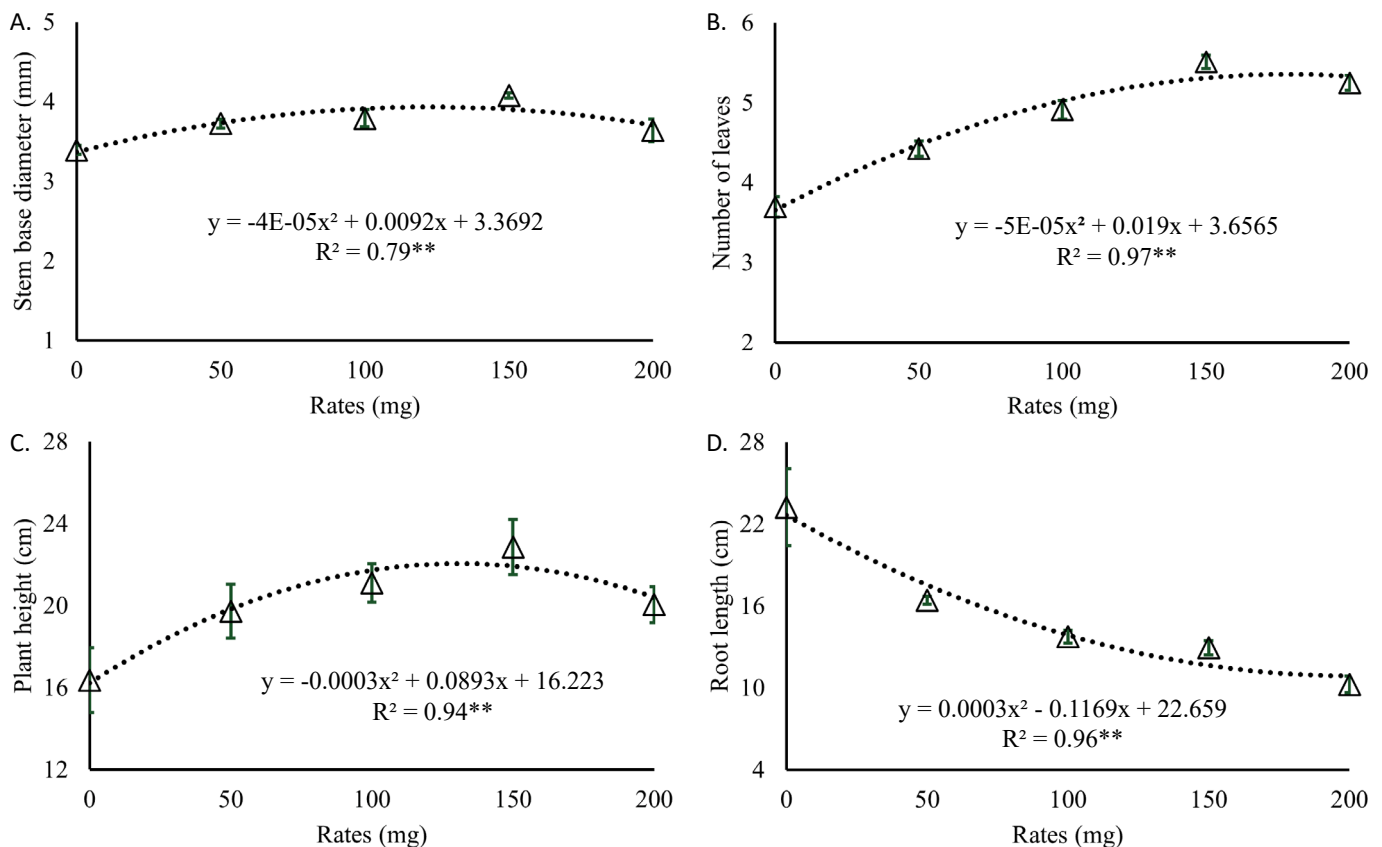 A.
Stem base diameter (mm)
5
4
3
2
1
y = -4E-05x² + 0.0092x + 3.3692
R² = 0.79**
0 50 100 150 200
Rates (mg)
B.
Number of leaves
6
5
4
3
2
y = -5E-05x² + 0.019x + 3.6565
R² = 0.97**
0 50 100 150 200
Rates (mg)
C.
Plant height (cm)
28
24
20
16
12
y = -0.0003x² + 0.0893x + 16.223
R² = 0.94**
0 50 100 150 200
Rates (mg)
D.
Root length (cm)
28
22
16
10
4
y = 0.0003x² - 0.1169x + 22.659
R² = 0.96**
0 50 100 150 200
Rates (mg)